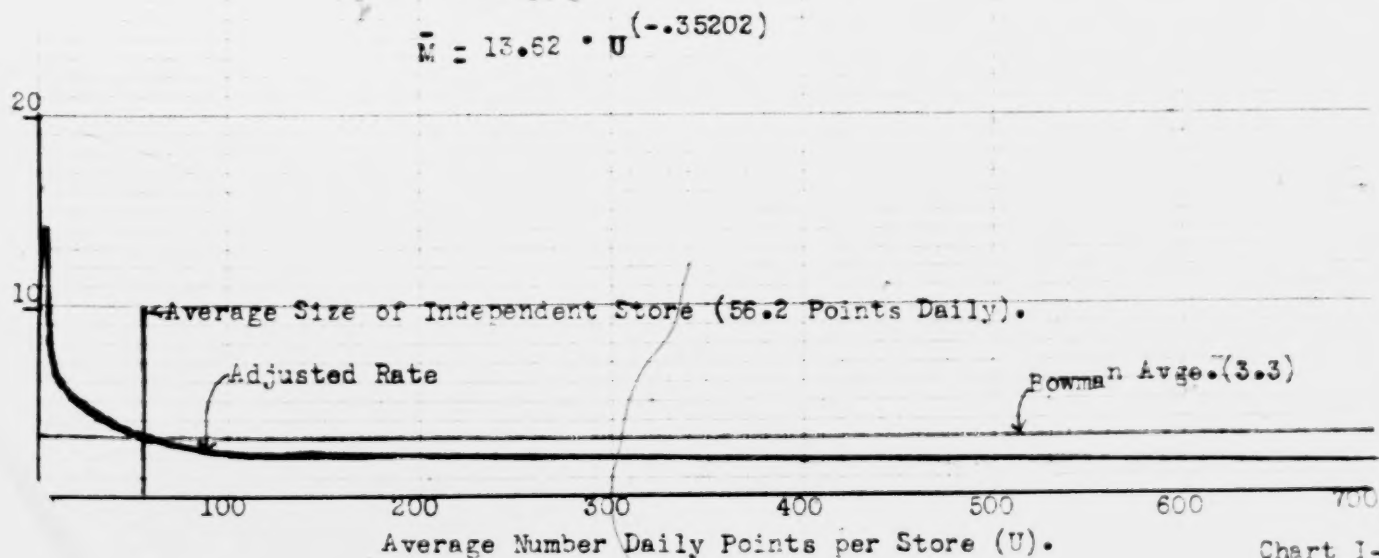 M̄ = 13.62 · U(-.35202)
20
10
Average Size of Independent Store (56.2 Points Daily).
Adjusted Rate
Bowman Avge. (3.3)
100 200 300 400 500 600 700
Average Number Daily Points per Store (U).
Chart I.